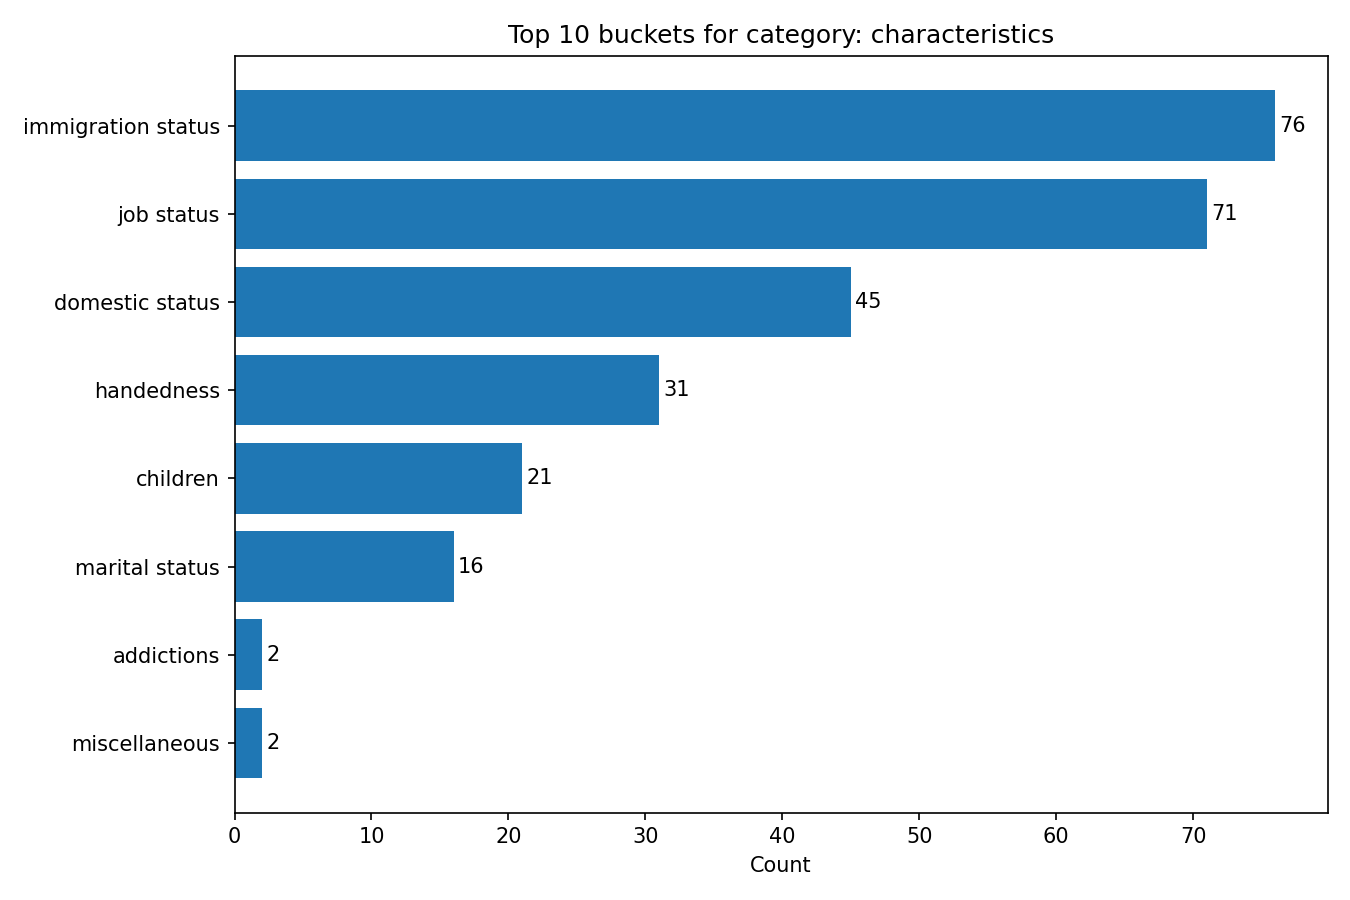 Top 10 buckets for category: characteristics
immigration status 76
job status 71
domestic status 45
handedness 31
children 21
marital status 16
addictions 2
miscellaneous 2
0 10 20 30 40 50 60 70
Count